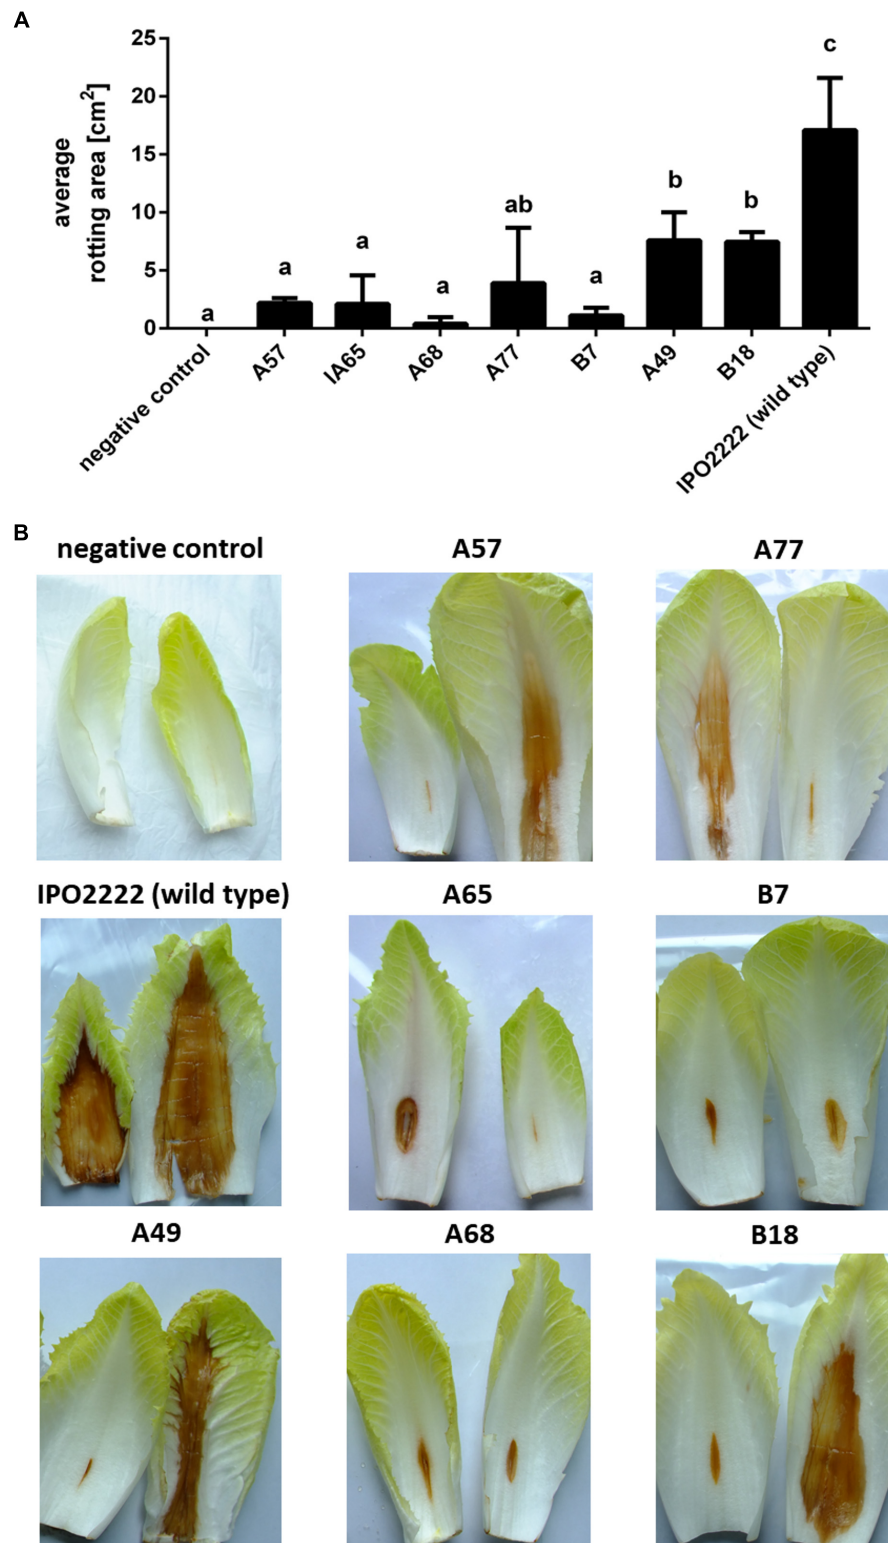 A
25
20
15
10
5
0
average
rotting area [cm²]
a
a
a
a
ab
a
b
b
c
negative control
A57
IA65
A68
A77
B7
A49
B18
IPO2222 (wild type)
B
negative control
A57
A77
IPO2222 (wild type)
A65
B7
A49
A68
B18